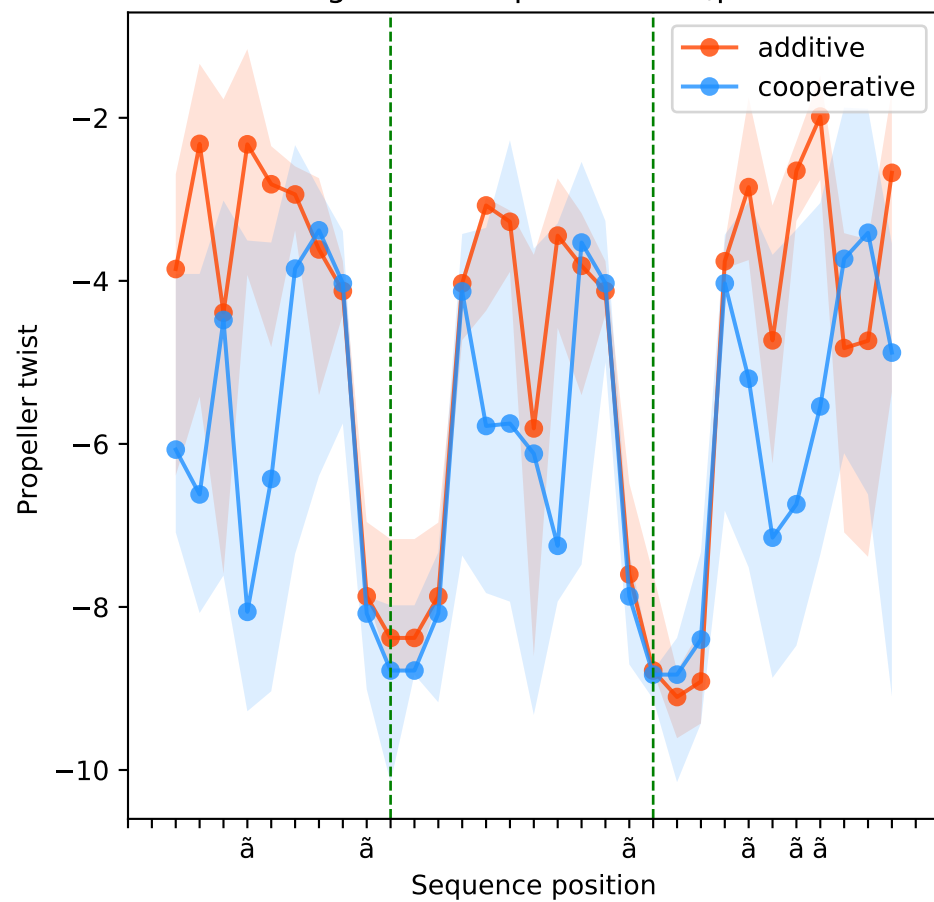 additive
cooperative
−2
−4
−6
−8
−10
Propeller twist
ã ã ã ã ã ã
Sequence position